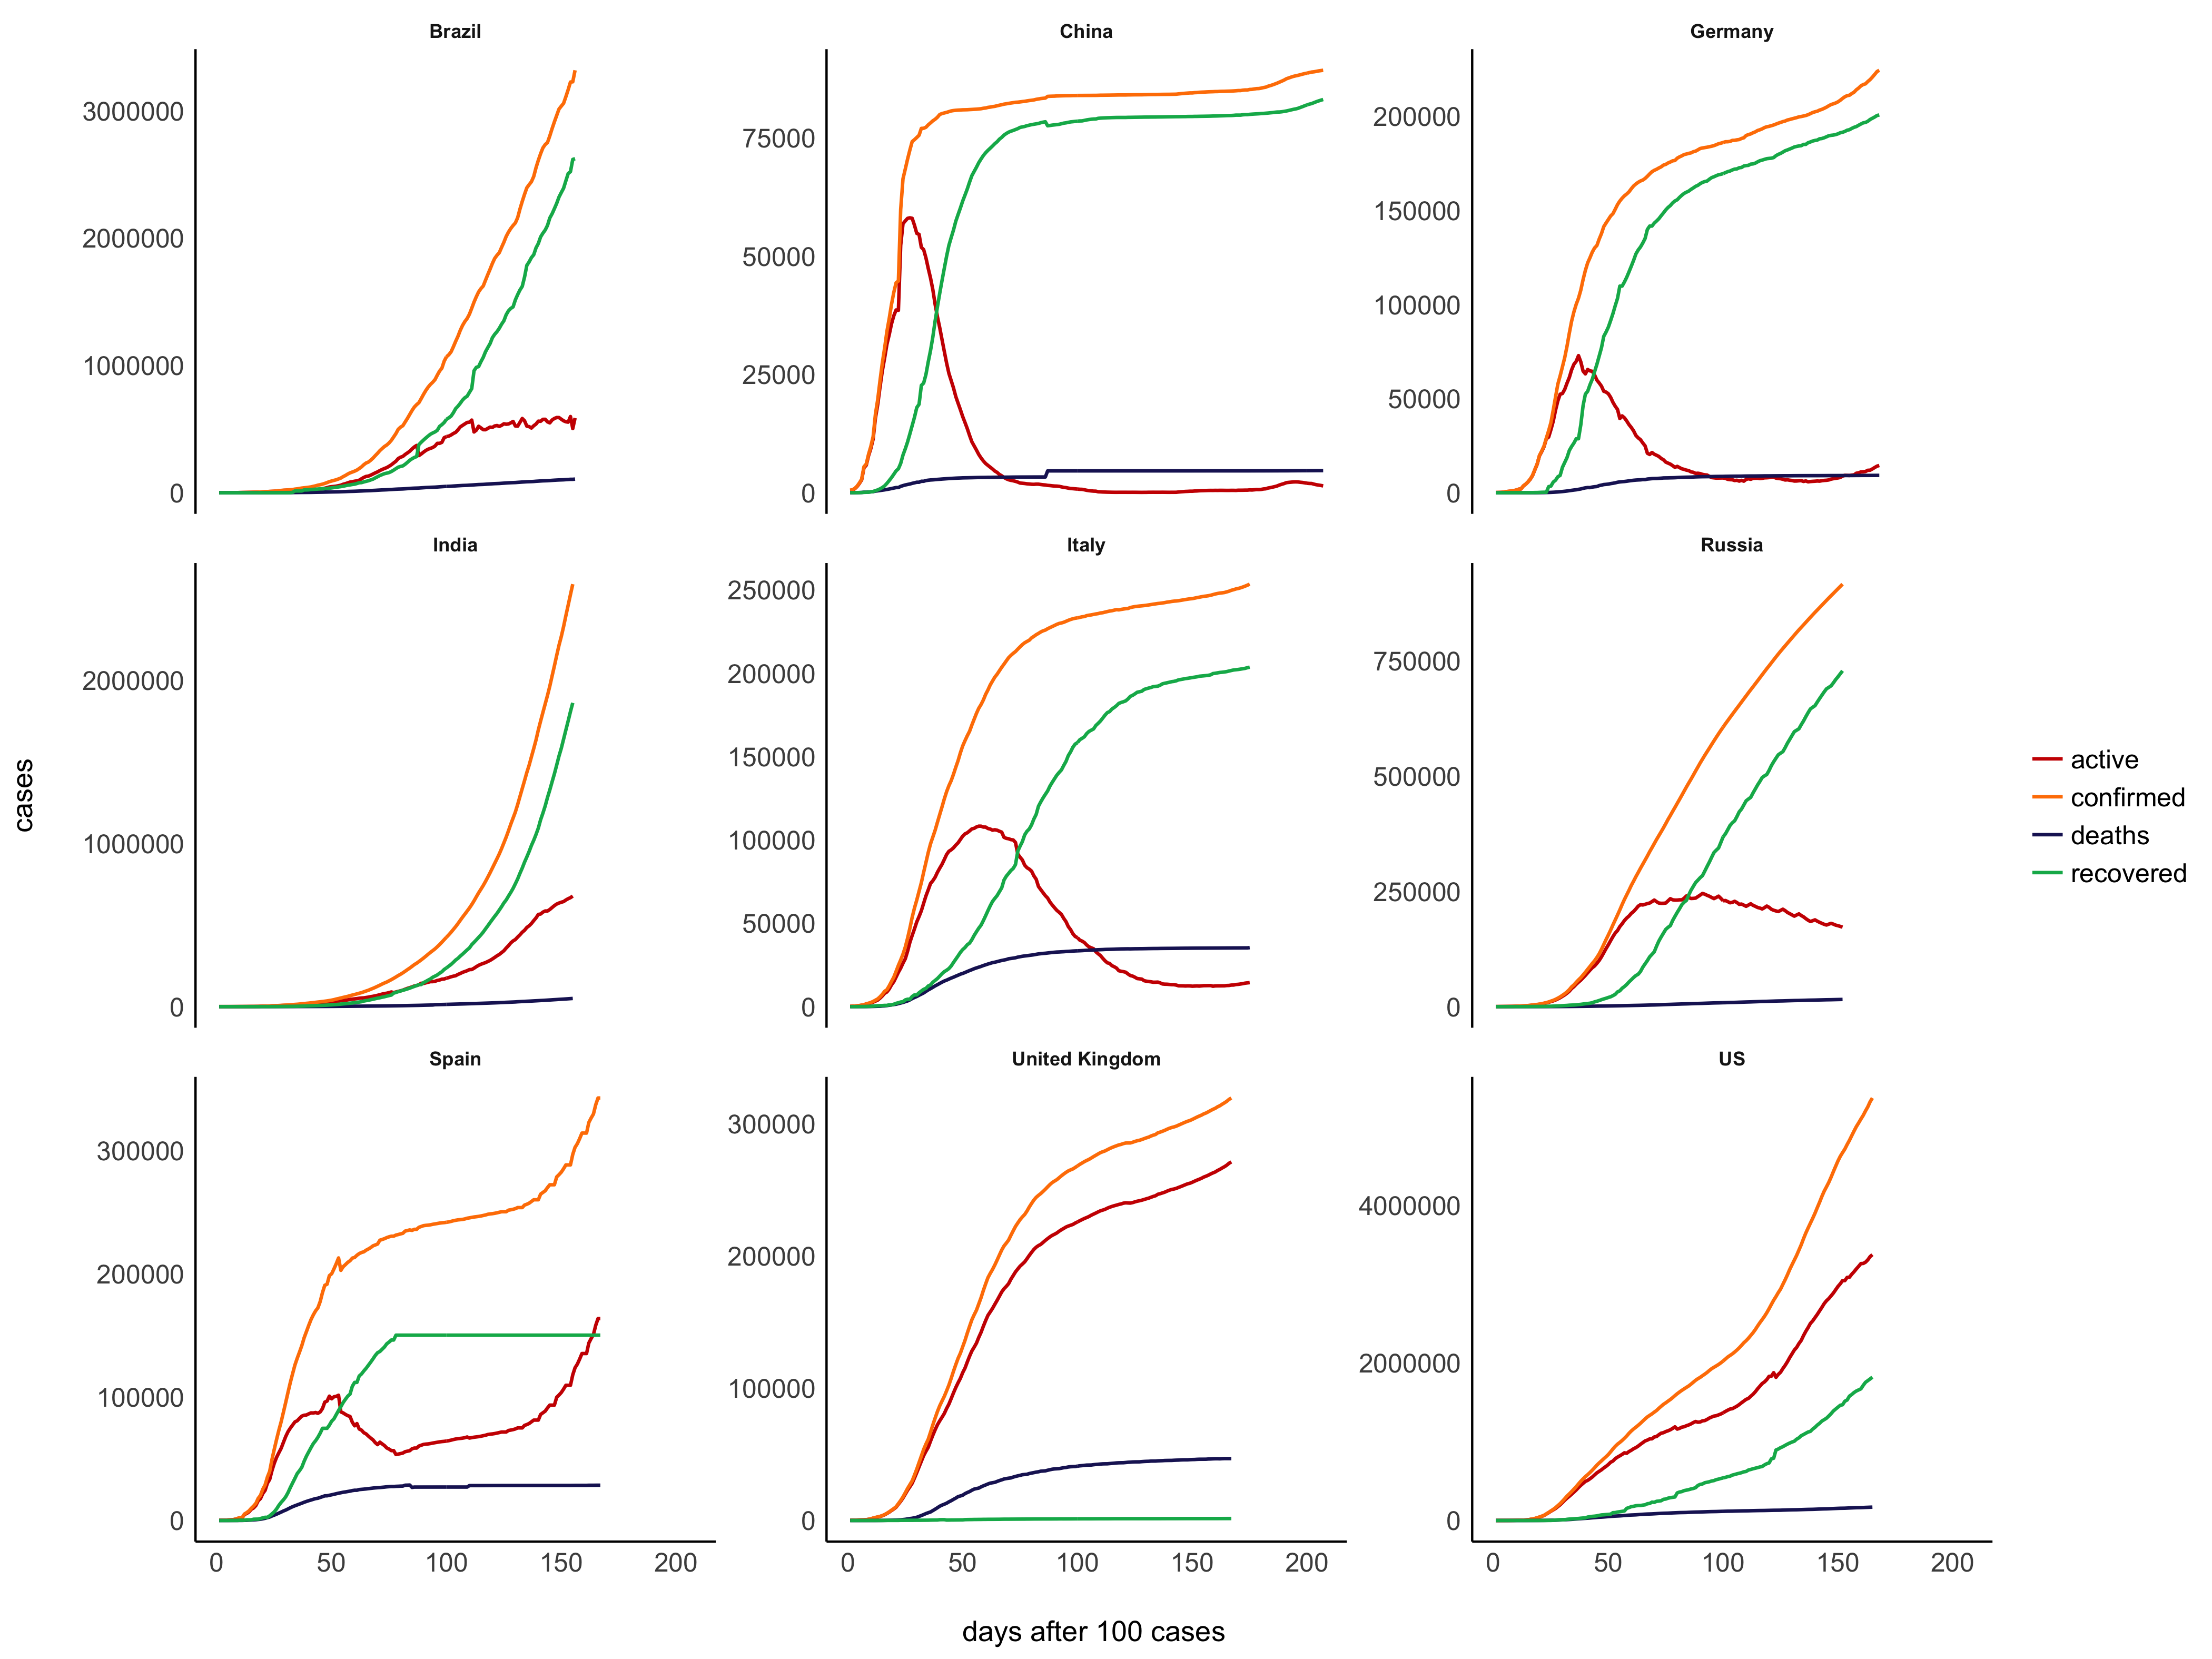 Brazil
China
Germany
3000000
2000000
1000000
0
75000
50000
25000
0
200000
150000
100000
50000
0
India
Italy
Russia
2000000
1000000
0
250000
200000
150000
100000
50000
0
750000
500000
250000
0
Spain
United Kingdom
US
300000
200000
100000
0
300000
200000
100000
0
4000000
2000000
0
0 50 100 150 200
0 50 100 150 200
0 50 100 150 200
days after 100 cases
cases
active
confirmed
deaths
recovered